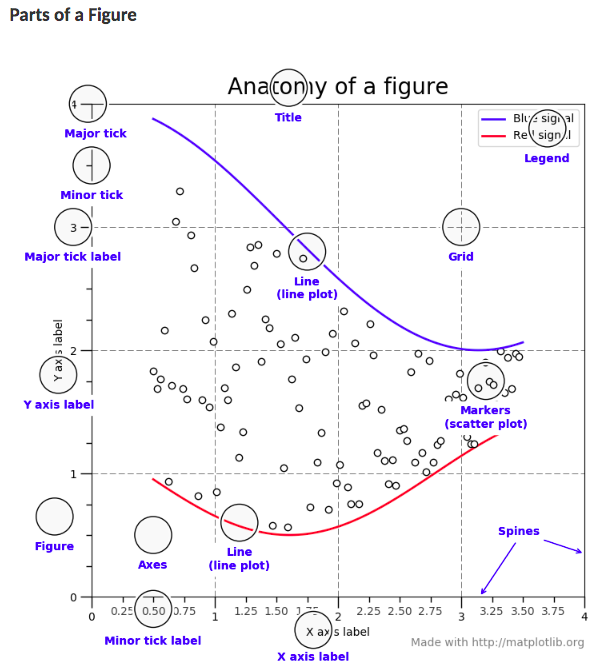 Parts of a Figure
Anatomy of a figure
4
Major tick
Title
Blue signal
Red signal
Legend
Minor tick
3
Major tick label
Grid
Line
(line plot)
2
Y axis label
Y axis label
Markers
(scatter plot)
1
Figure
Axes
Line
(line plot)
Spines
0
0 0.25 0.50 0.75 1 1.25 1.50 1.75 2 2.25 2.50 2.75 3 3.25 3.50 3.75 4
Minor tick label
X axis label
X axis label
Made with http://matplotlib.org